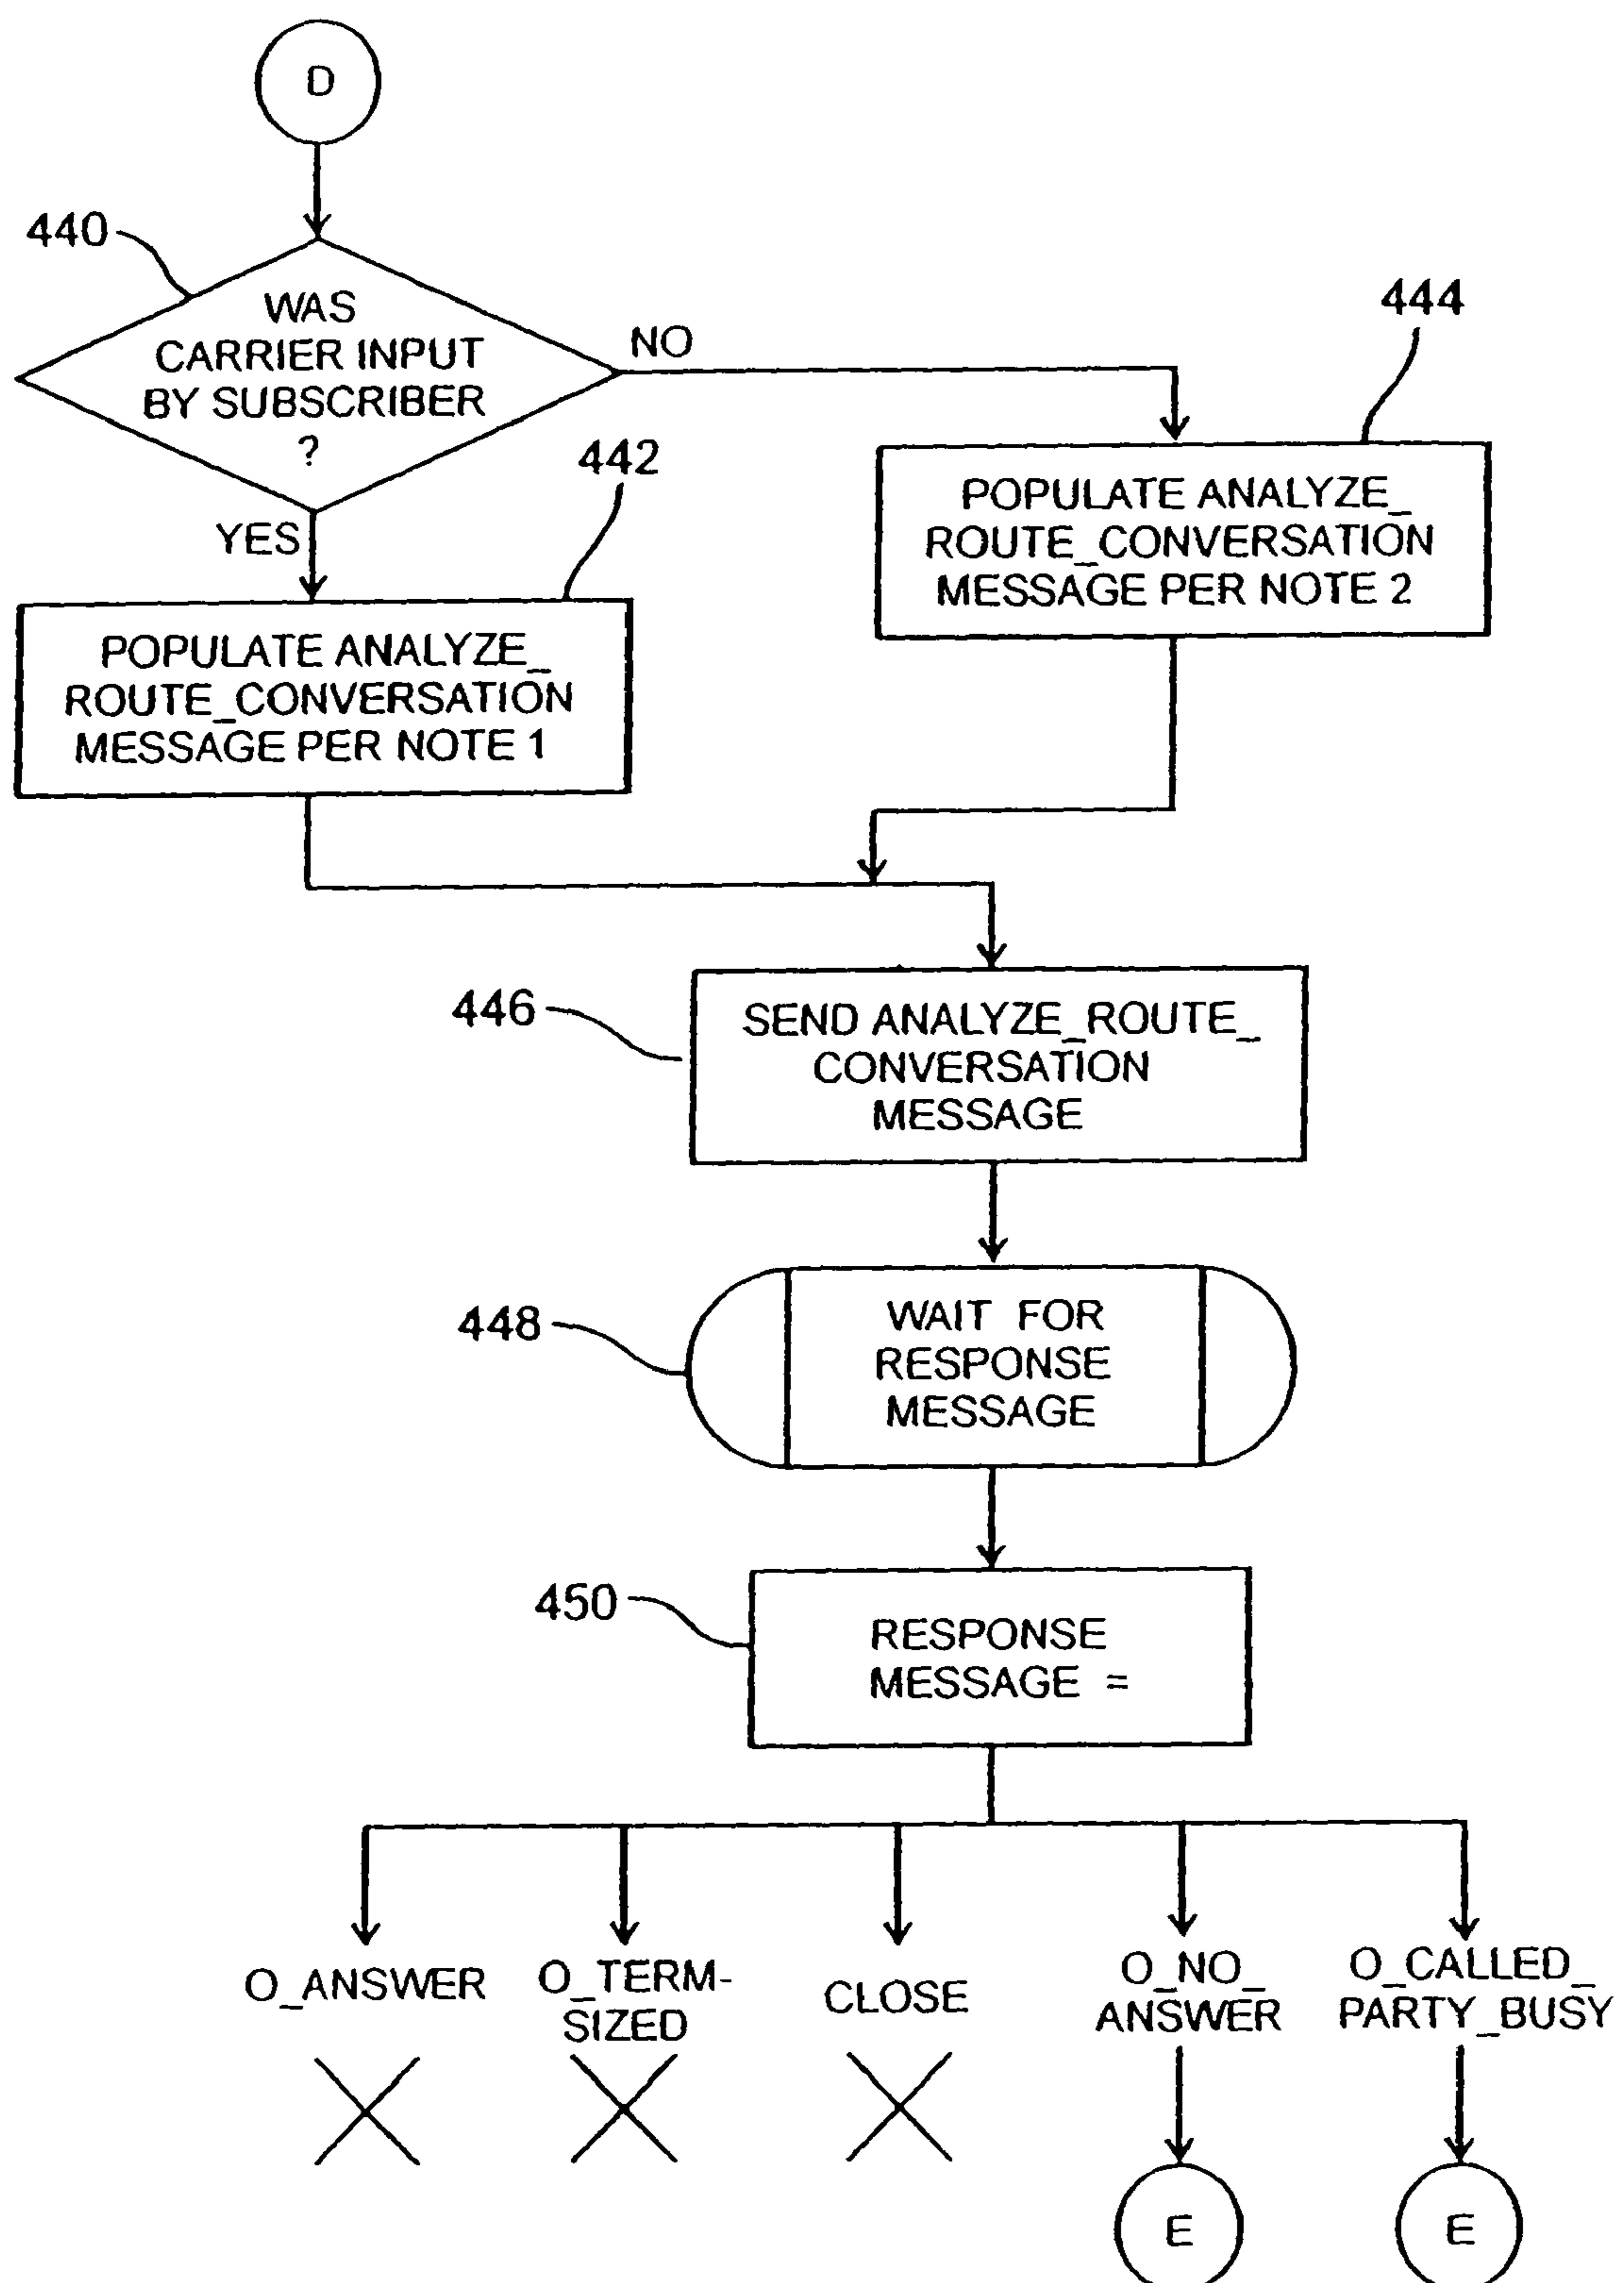 D
440
WAS
CARRIER INPUT
BY SUBSCRIBER
?
NO
YES
444
POPULATE ANALYZE_
ROUTE_CONVERSATION
MESSAGE PER NOTE 2
442
POPULATE ANALYZE_
ROUTE_CONVERSATION
MESSAGE PER NOTE 1
446
SEND ANALYZE_ROUTE_
CONVERSATION
MESSAGE
448
WAIT FOR
RESPONSE
MESSAGE
450
RESPONSE
MESSAGE =
O_ANSWER
O_TERM-
SIZED
CLOSE
O_NO_
ANSWER
O_CALLED_
PARTY_BUSY
E
E